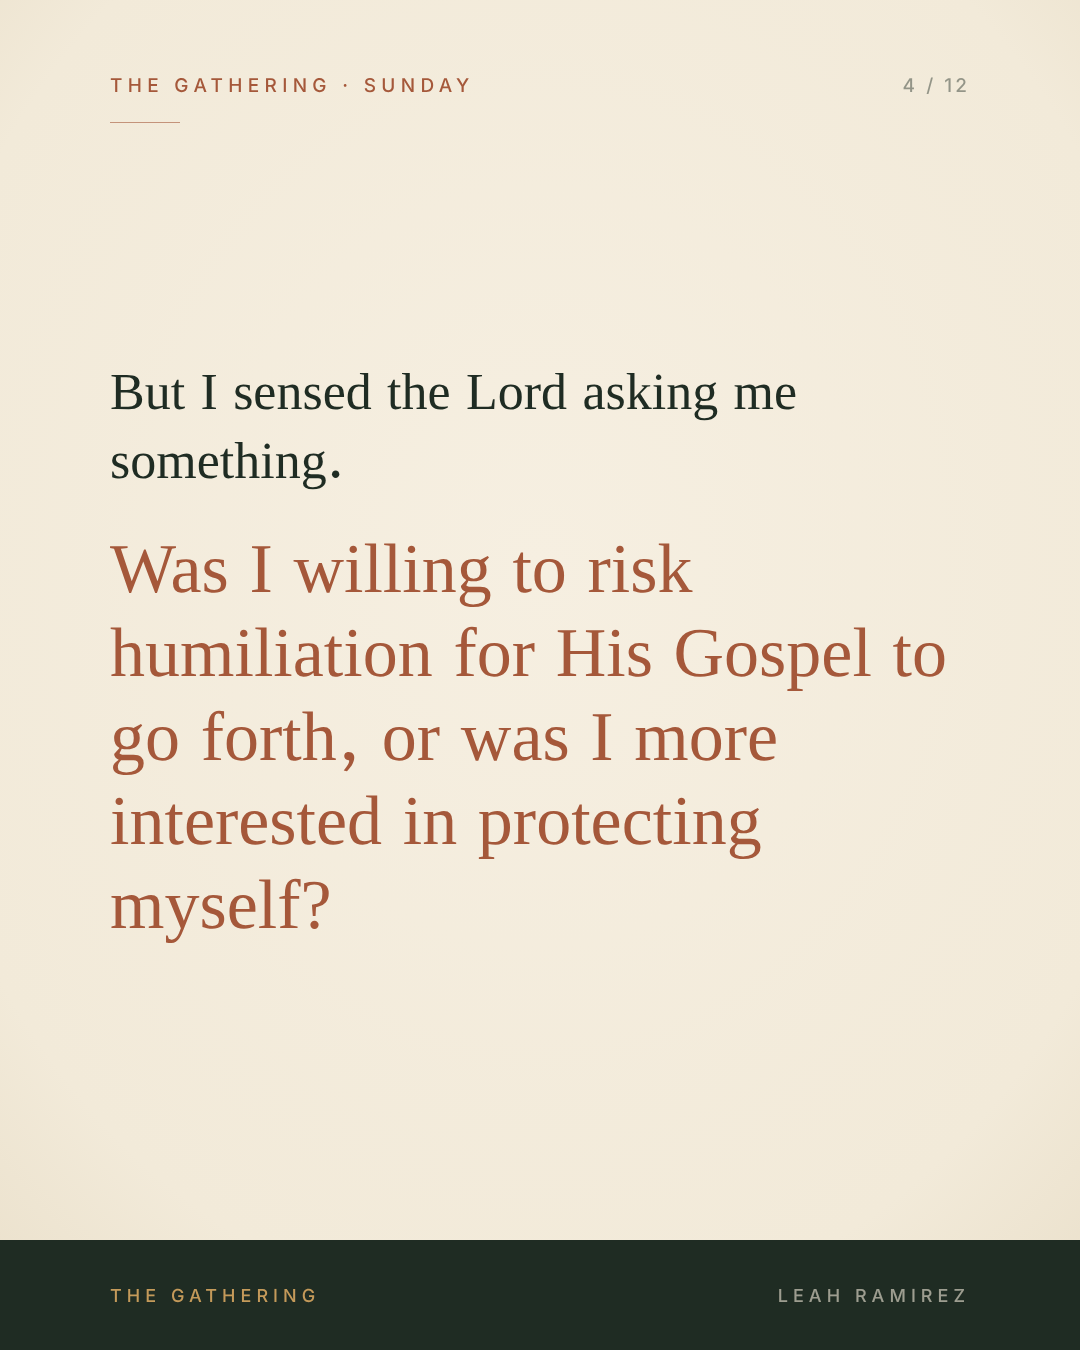 THE GATHERING · SUNDAY
4 / 12
But I sensed the Lord asking me
something.
Was I willing to risk
humiliation for His Gospel to
go forth, or was I more
interested in protecting
myself?
THE GATHERING
LEAH RAMIREZ